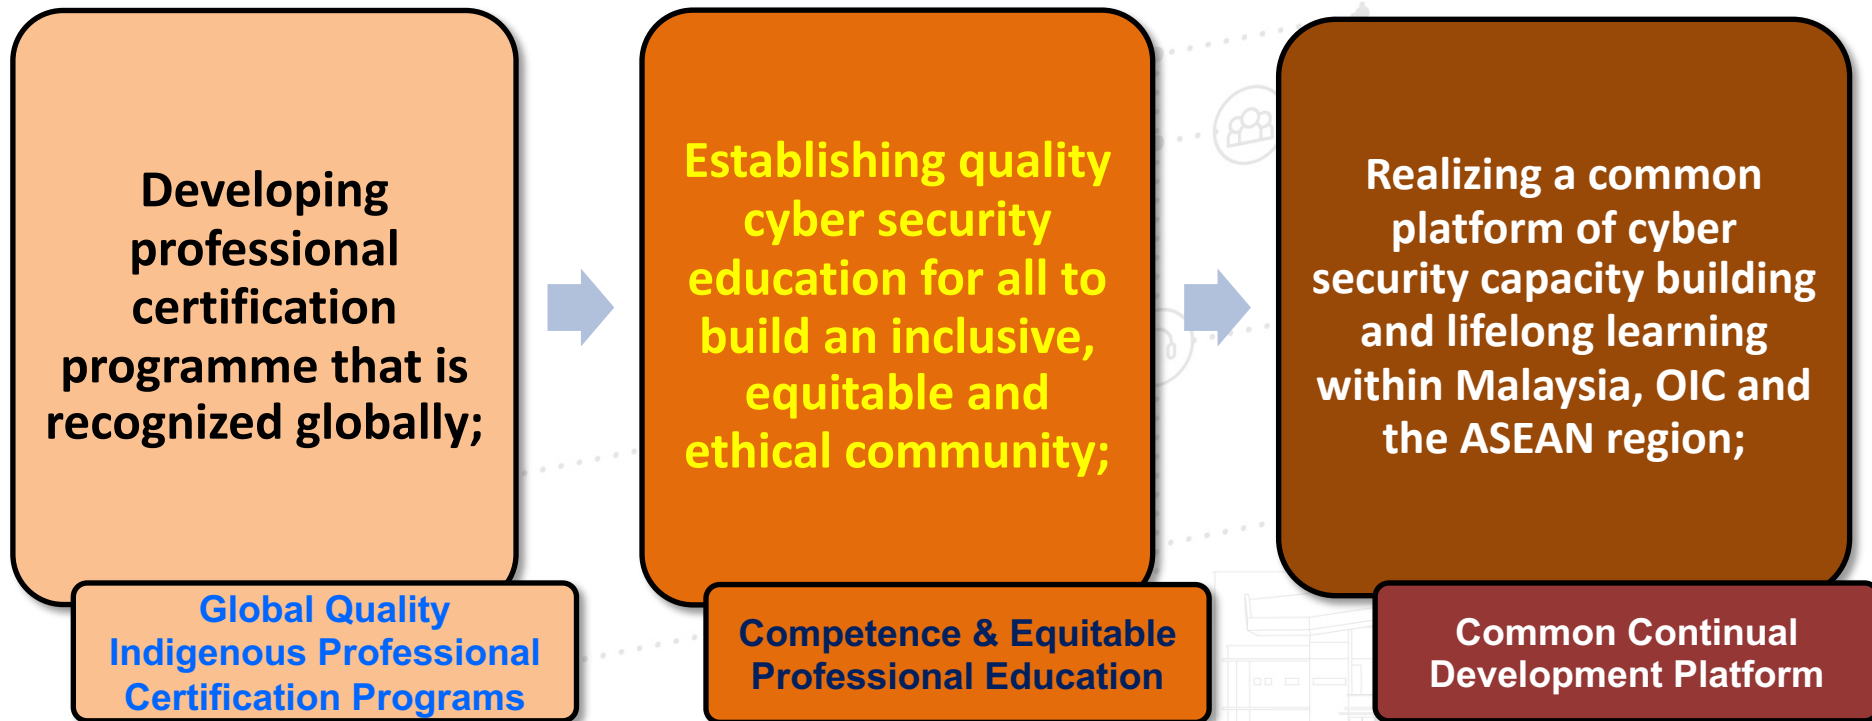 Developing
professional
certification
programme that is
recognized globally;
Global Quality
Indigenous Professional
Certification Programs
Establishing quality
cyber security
education for all to
build an inclusive,
equitable and
ethical community;
Competence & Equitable
Professional Education
Realizing a common
platform of cyber
security capacity building
and lifelong learning
within Malaysia, OIC and
the ASEAN region;
Common Continual
Development Platform